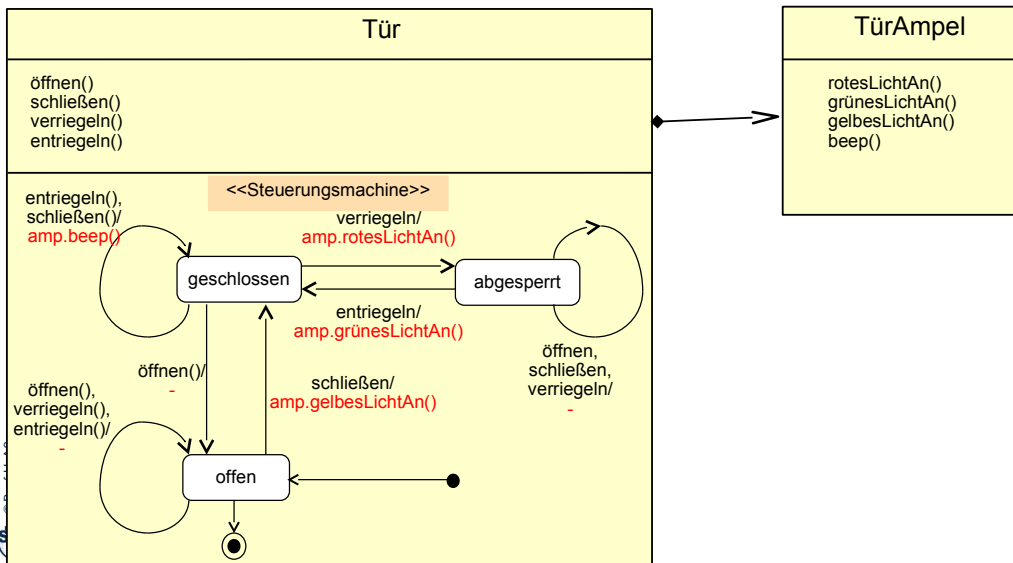 Tür
öffnen()
schließen()
verriegeln()
entriegeln()
TürAmpel
rotesLichtAn()
grünesLichtAn()
gelbesLichtAn()
beep()
<<Steuerungsmachine>>
entriegeln(),
schließen()/
amp.beep()
verriegeln/
amp.rotesLichtAn()
geschlossen
abgesperrt
entriegeln/
amp.grünesLichtAn()
öffnen,
schließen,
verriegeln/
-
öffnen()/
-
schließen/
amp.gelbesLichtAn()
öffnen(),
verriegeln(),
entriegeln()/
-
offen